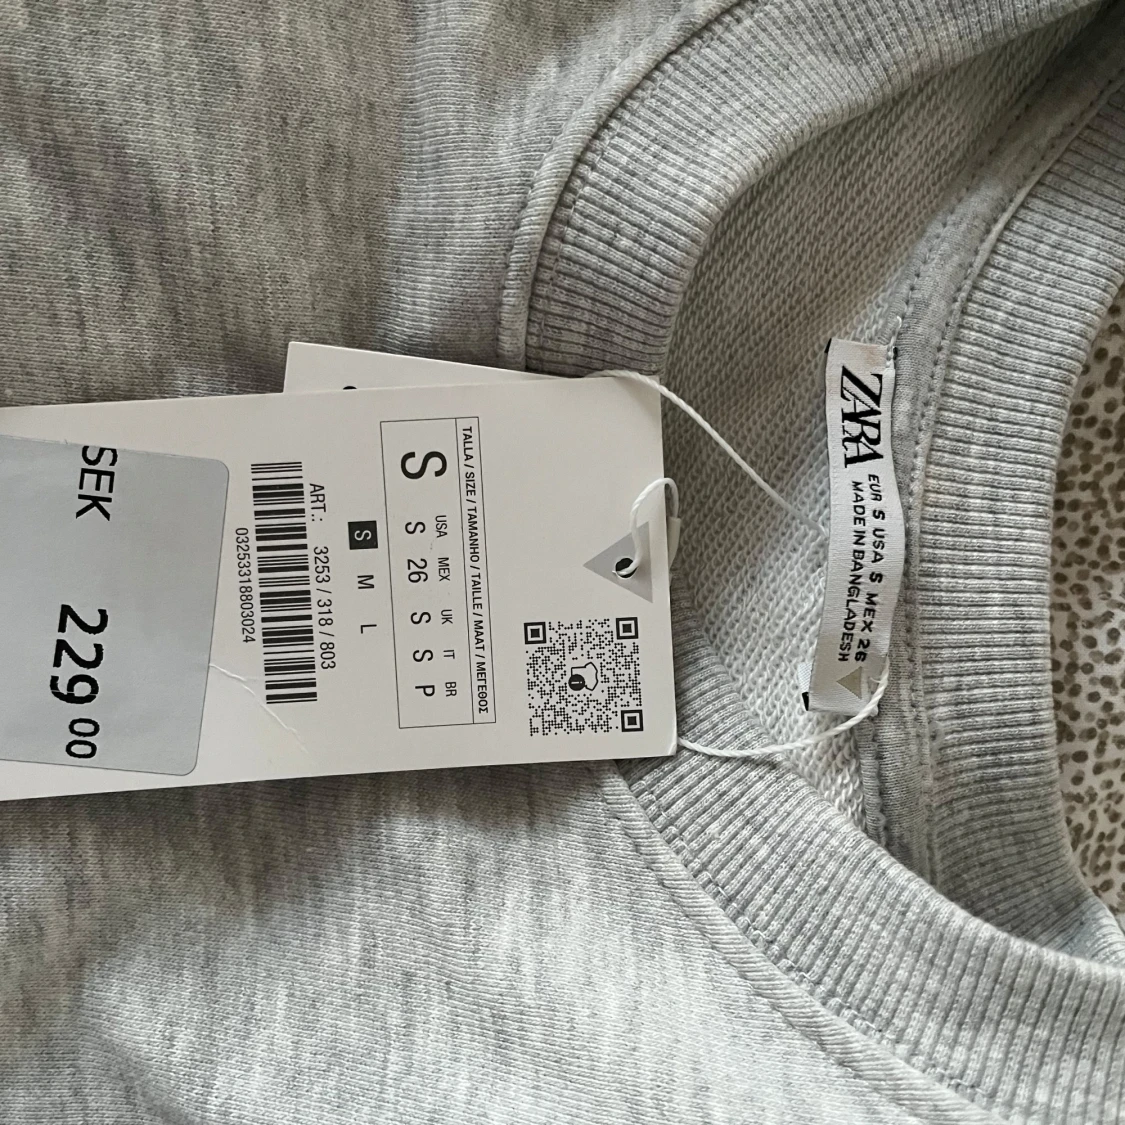 TALLA / SIZE / TAMANHO / TAILLE / MAAT / ΜΕΓΕΘΟΣ
USA MEX UK IT BR
S S 26 S S P
S M L
ART.: 3253 / 318 / 803
03253318803024
SEK 229 00
ZARA
EUR S USA S MEX 26
MADE IN BANGLADESH